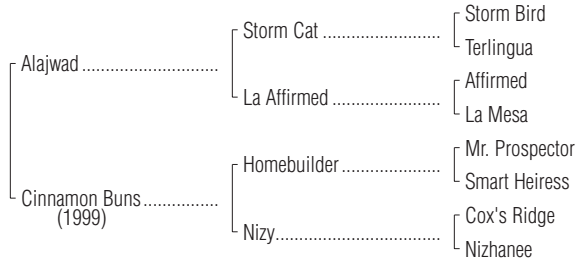 Storm Bird
Storm Cat ........................
Terlingua
Alajwad ............................
Affirmed
La Affirmed ......................
La Mesa
Mr. Prospector
Homebuilder ....................
Smart Heiress
Cinnamon Buns ...............
(1999)
Cox's Ridge
Nizy..................................
Nizhanee